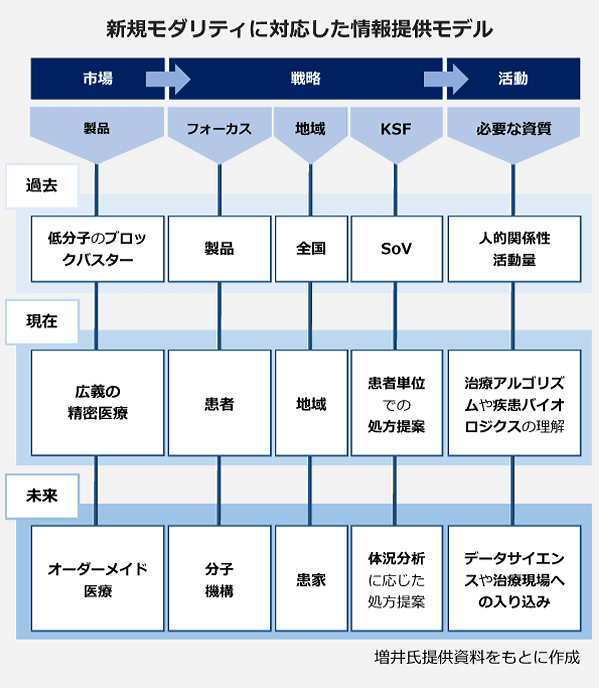 新規モダリティに対応した情報提供モデル
市場
戦略
活動
製品
フォーカス
地域
KSF
必要な資質
過去
低分子のブロッ
クバスター
製品
全国
SoV
人的関係性
活動量
現在
広義の
精密医療
患者
地域
患者単位
での
処方提案
治療アルゴリズ
ムや疾患バイオ
ロジクスの理解
未来
オーダーメイド
医療
分子
機構
患家
体況分析
に応じた
処方提案
データサイエン
スや治療現場へ
の入り込み
増井氏提供資料をもとに作成